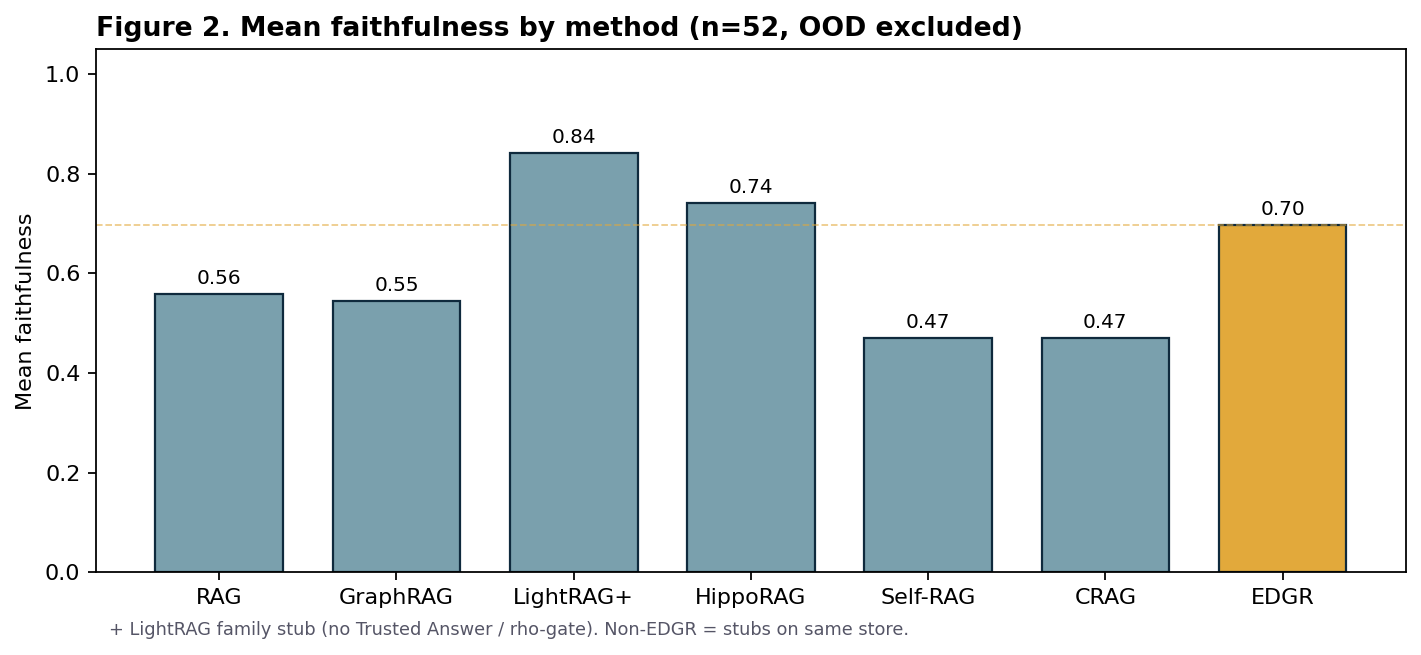 Figure 2. Mean faithfulness by method (n=52, OOD excluded)
Mean faithfulness
1.0
0.8
0.6
0.4
0.2
0.0
0.56
0.55
0.84
0.74
0.47
0.47
0.70
RAG
GraphRAG
LightRAG+
HippoRAG
Self-RAG
CRAG
EDGR
+ LightRAG family stub (no Trusted Answer / rho-gate). Non-EDGR = stubs on same store.